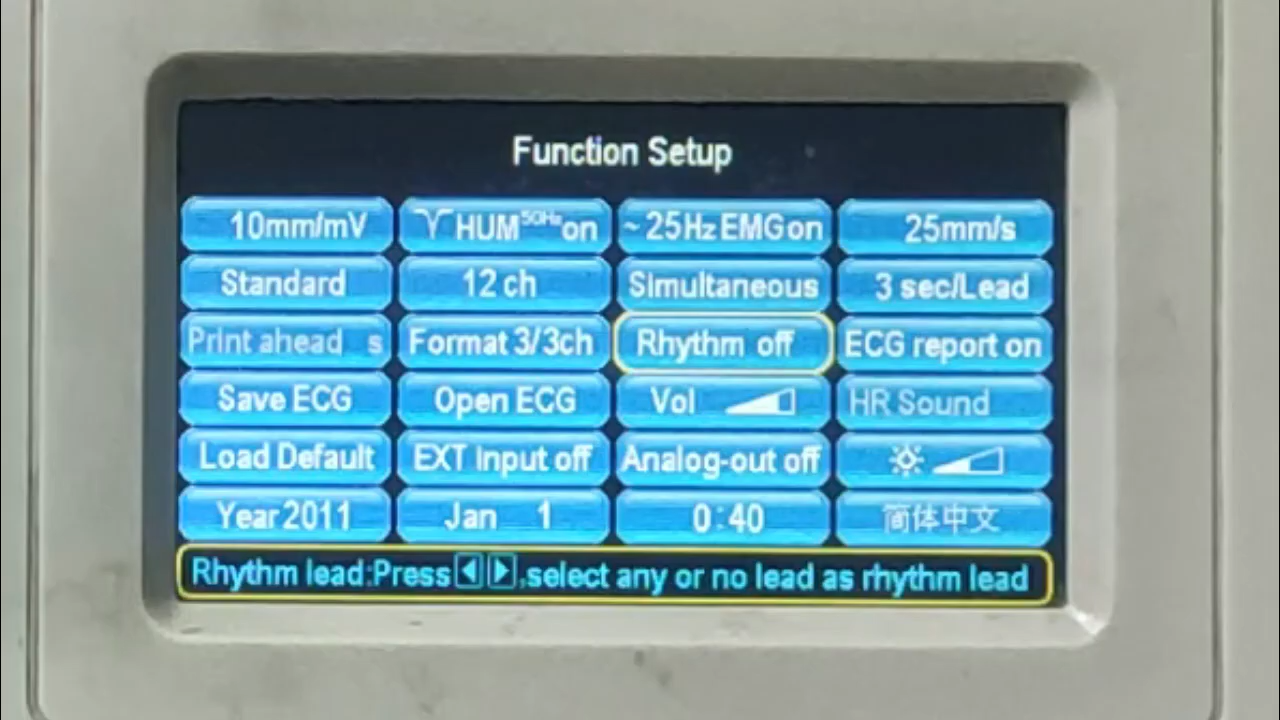 Function Setup
10mm/mV HUM 50Hz on ~25Hz EMG on 25mm/s
Standard 12 ch Simultaneous 3 sec/Lead
Print ahead s Format 3/3ch Rhythm off ECG report on
Save ECG Open ECG Vol HR Sound
Load Default EXT Input off Analog-out off
Year 2011 Jan 1 0:40 简体中文
Rhythm lead:Press ◀ ▶,select any or no lead as rhythm lead